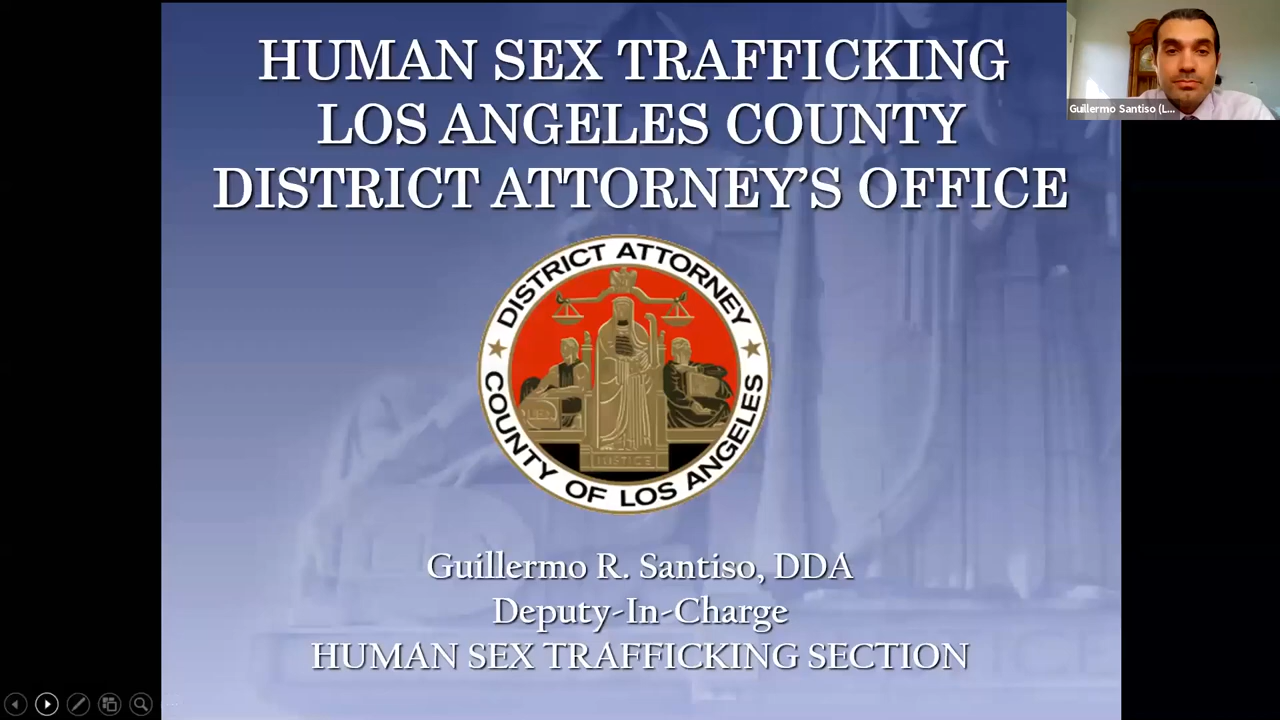 HUMAN SEX TRAFFICKING
LOS ANGELES COUNTY
DISTRICT ATTORNEY'S OFFICE
DISTRICT ATTORNEY
COUNTY OF LOS ANGELES
JUSTICE
Guillermo R. Santiso, DDA
Deputy-In-Charge
HUMAN SEX TRAFFICKING SECTION
Guillermo Santiso (L...